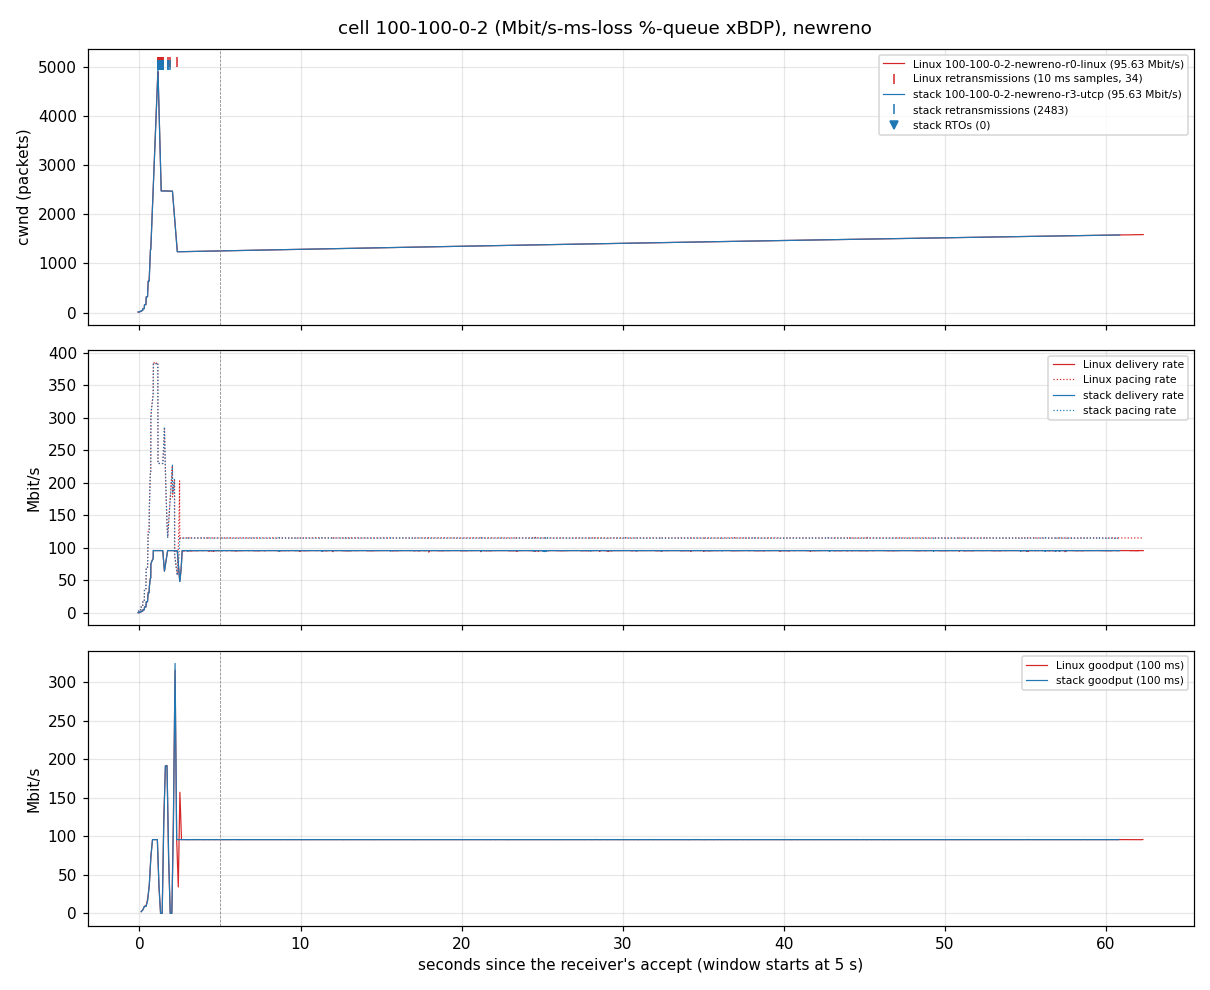 cell 100-100-0-2 (Mbit/s-ms-loss %-queue xBDP), newreno
5000
4000
3000
2000
1000
0
cwnd (packets)
Linux 100-100-0-2-newreno-r0-linux (95.63 Mbit/s)
Linux retransmissions (10 ms samples, 34)
stack 100-100-0-2-newreno-r3-utcp (95.63 Mbit/s)
stack retransmissions (2483)
stack RTOs (0)
400
350
300
250
200
150
100
50
0
Mbit/s
Linux delivery rate
Linux pacing rate
stack delivery rate
stack pacing rate
300
250
200
150
100
50
0
Mbit/s
Linux goodput (100 ms)
stack goodput (100 ms)
0 10 20 30 40 50 60
seconds since the receiver's accept (window starts at 5 s)